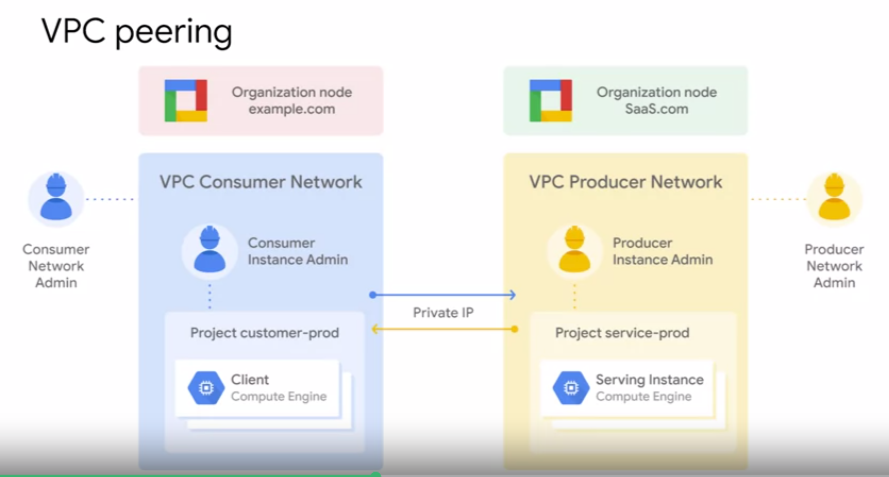 VPC peering
Organization node
example.com
Organization node
SaaS.com
VPC Consumer Network
VPC Producer Network
Consumer
Network
Admin
Consumer
Instance Admin
Producer
Instance Admin
Producer
Network
Admin
Private IP
Project customer-prod
Project service-prod
Client
Compute Engine
Serving Instance
Compute Engine